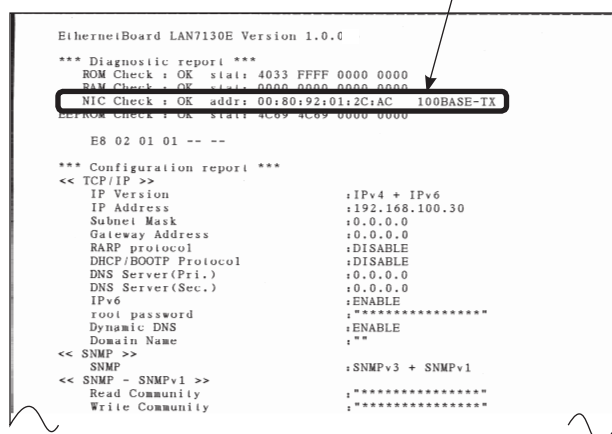 EthernetBoard LAN7130E Version 1.0.0
*** Diagnostic report ***
ROM Check : OK stat: 4033 FFFF 0000 0000
RAM Check : OK stat: 0000 0000 0000 0000
NIC Check : OK addr: 00:80:92:01:2C:AC 100BASE-TX
EEPROM Check : OK stat: 4C69 4C69 0000 0000
E8 02 01 01 -- --
*** Configuration report ***
<< TCP/IP >>
IP Version :IPv4 + IPv6
IP Address :192.168.100.30
Subnet Mask :0.0.0.0
Gateway Address :0.0.0.0
RARP protocol :DISABLE
DHCP/BOOTP Protocol :DISABLE
DNS Server(Pri.) :0.0.0.0
DNS Server(Sec.) :0.0.0.0
IPv6 :ENABLE
root password :"***************"
Dynamic DNS :ENABLE
Domain Name :""
<< SNMP >>
SNMP :SNMPv3 + SNMPv1
<< SNMP - SNMPv1 >>
Read Community :"***************"
Write Community :"***************"